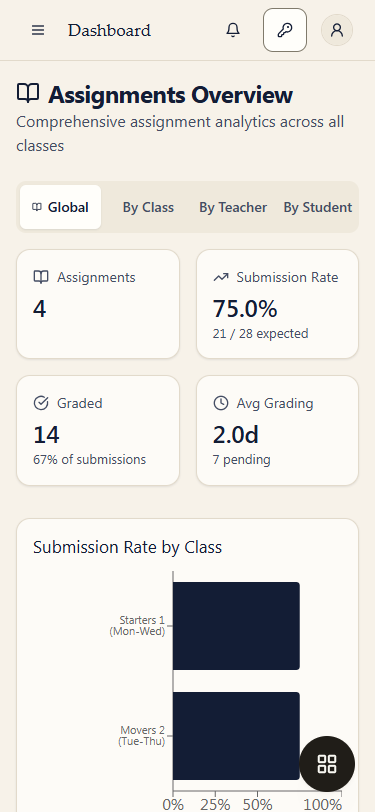 Dashboard
Assignments Overview
Comprehensive assignment analytics across all
classes
Global By Class By Teacher By Student
Assignments
4
Submission Rate
75.0%
21 / 28 expected
Graded
14
67% of submissions
Avg Grading
2.0d
7 pending
Submission Rate by Class
Starters 1
(Mon-Wed)
Movers 2
(Tue-Thu)
0% 25% 50% 100%